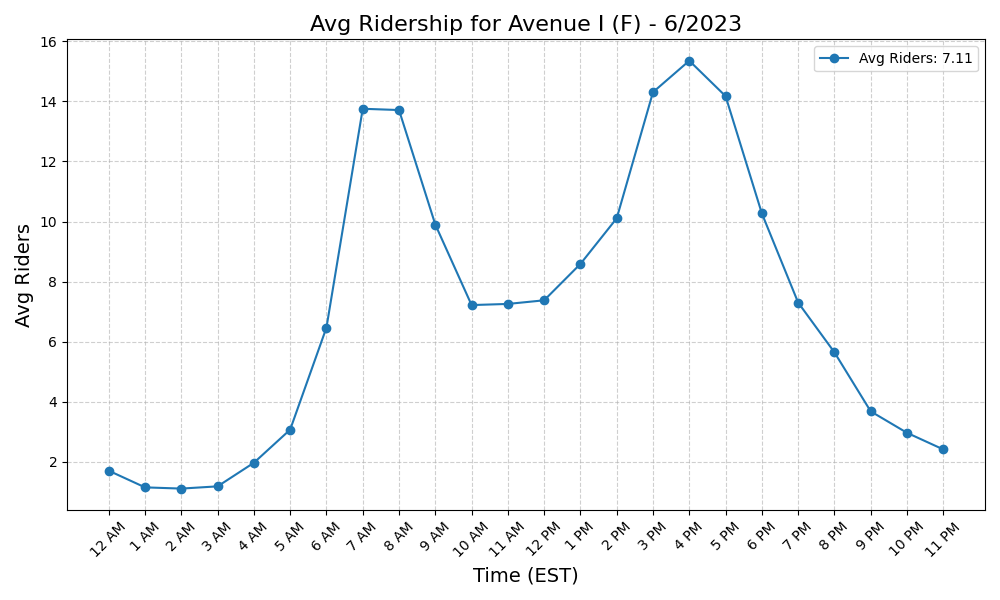 Avg Ridership for Avenue I (F) - 6/2023
Avg Riders: 7.11
Avg Riders
16
14
12
10
8
6
4
2
12 AM
1 AM
2 AM
3 AM
4 AM
5 AM
6 AM
7 AM
8 AM
9 AM
10 AM
11 AM
12 PM
1 PM
2 PM
3 PM
4 PM
5 PM
6 PM
7 PM
8 PM
9 PM
10 PM
11 PM
Time (EST)